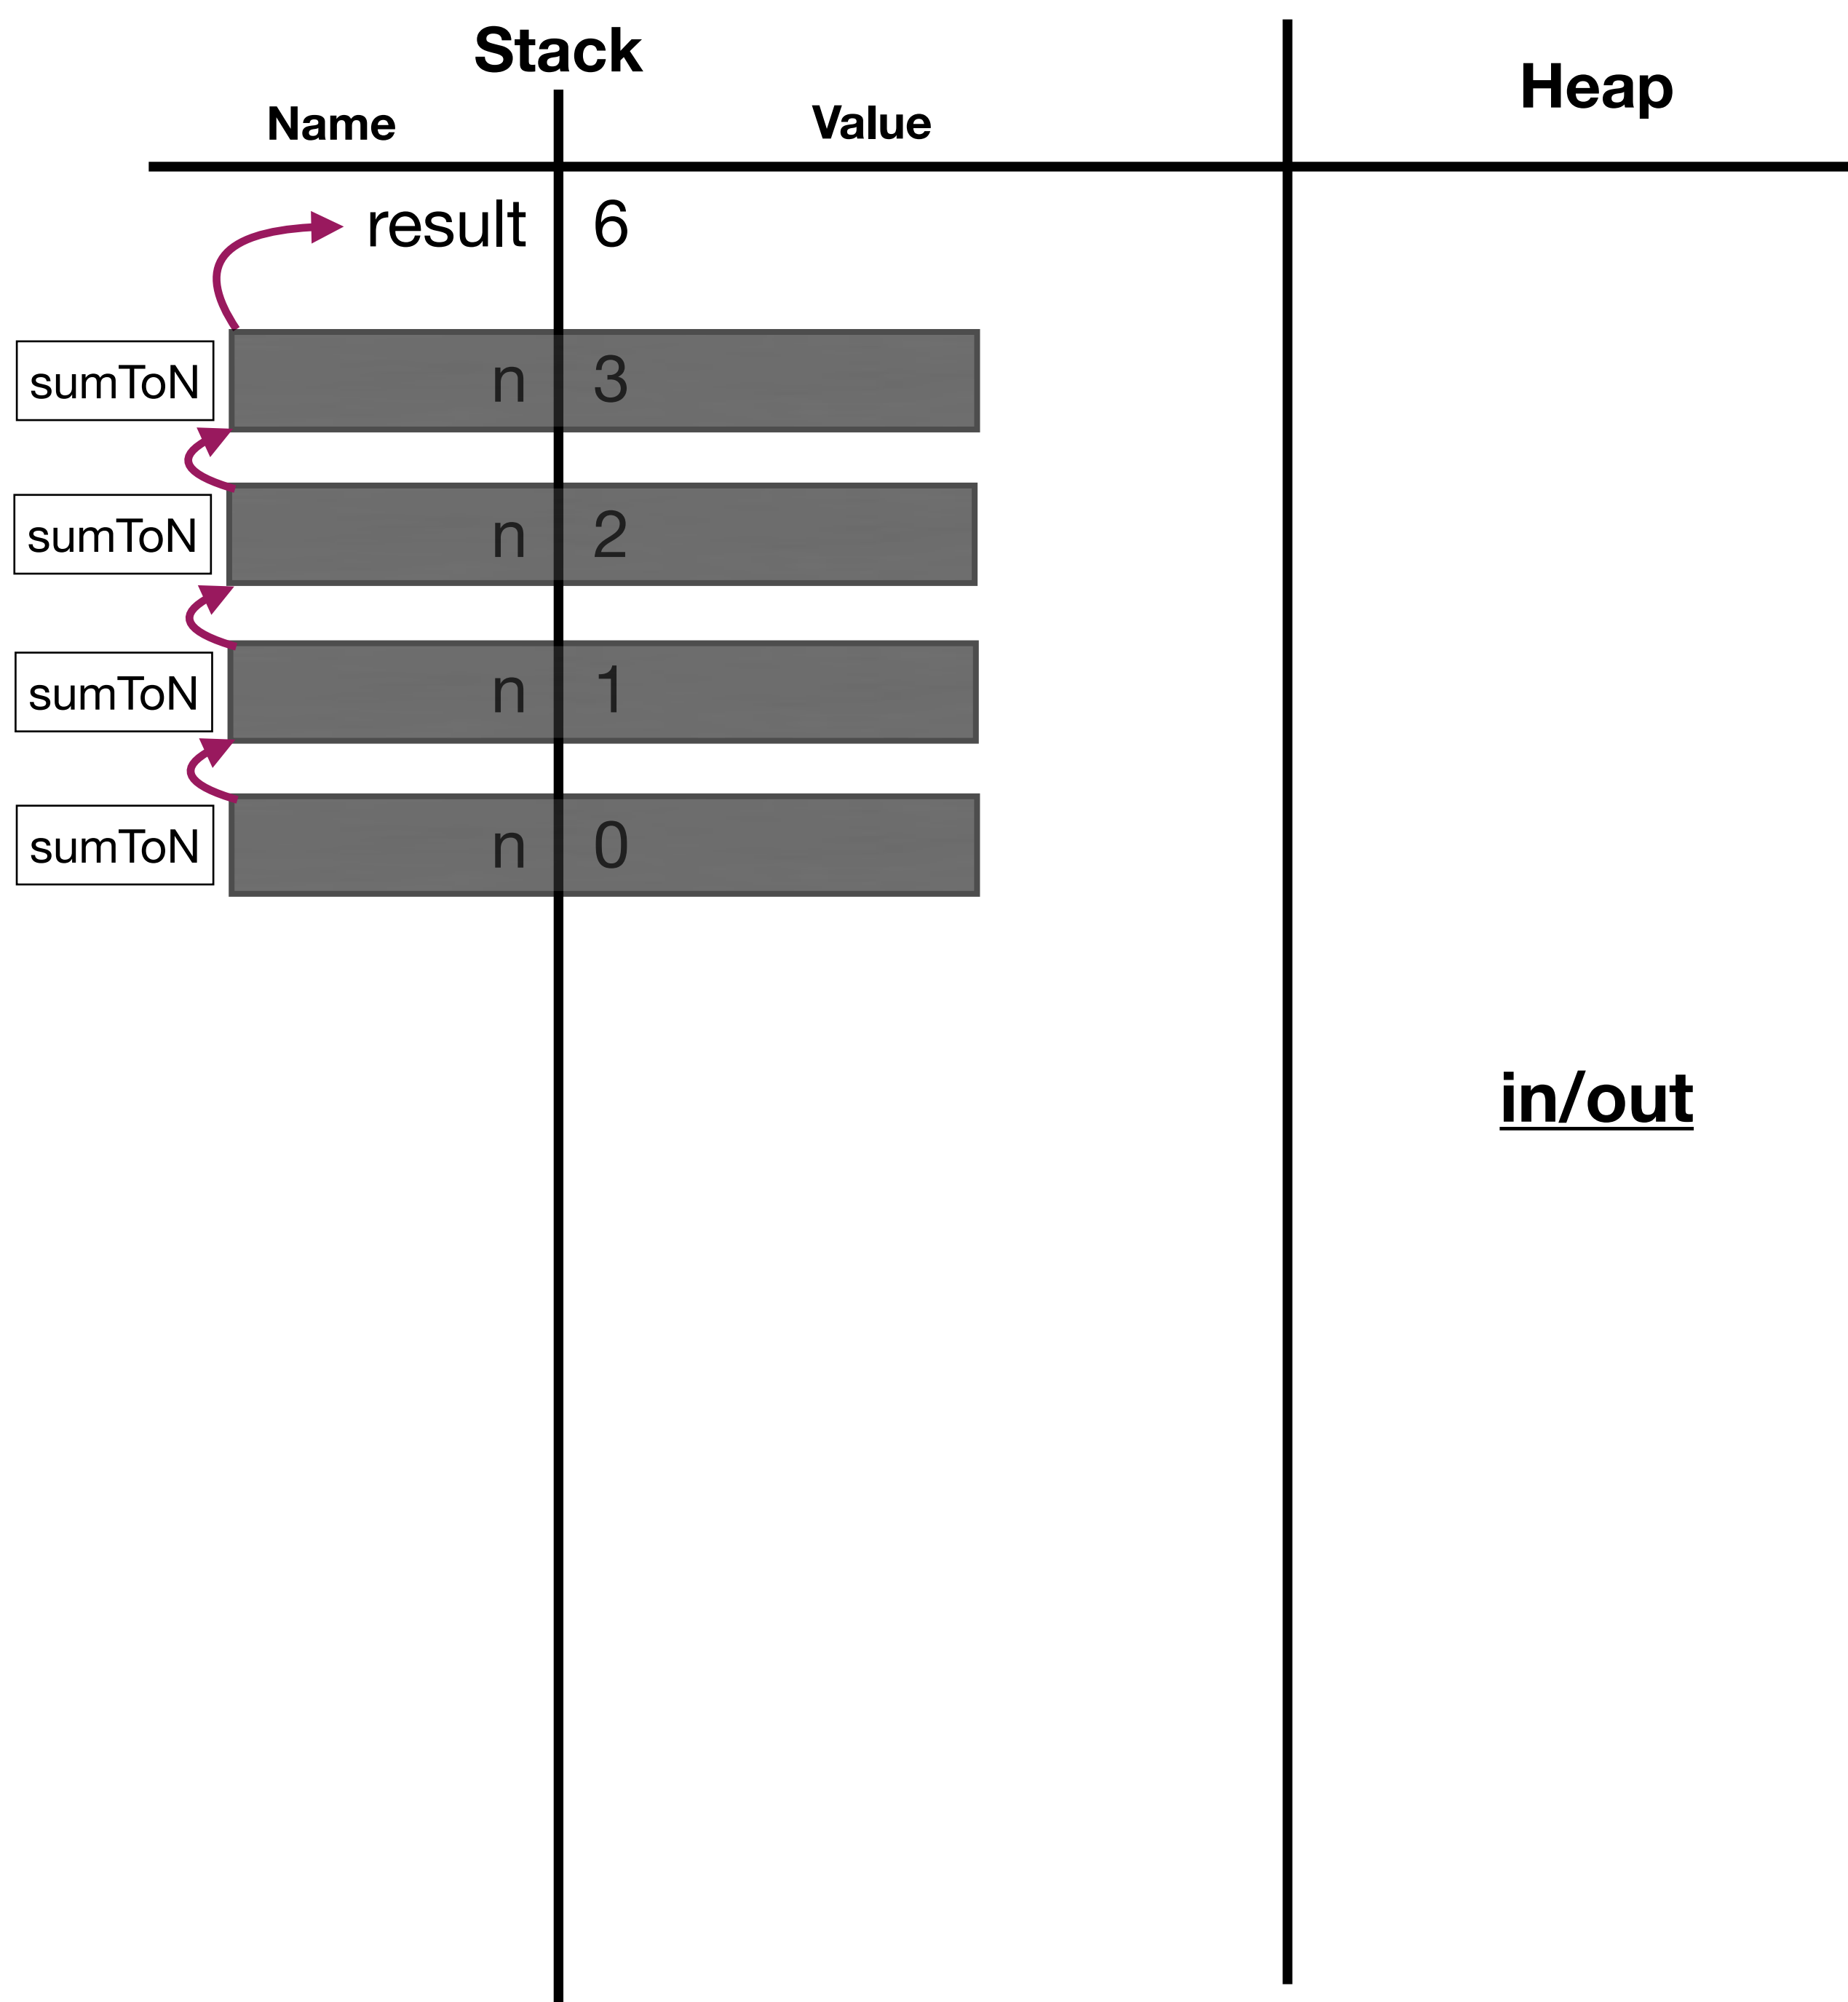 Stack
Heap
Name Value
result 6
sumToN n 3
sumToN n 2
sumToN n 1
sumToN n 0
in/out